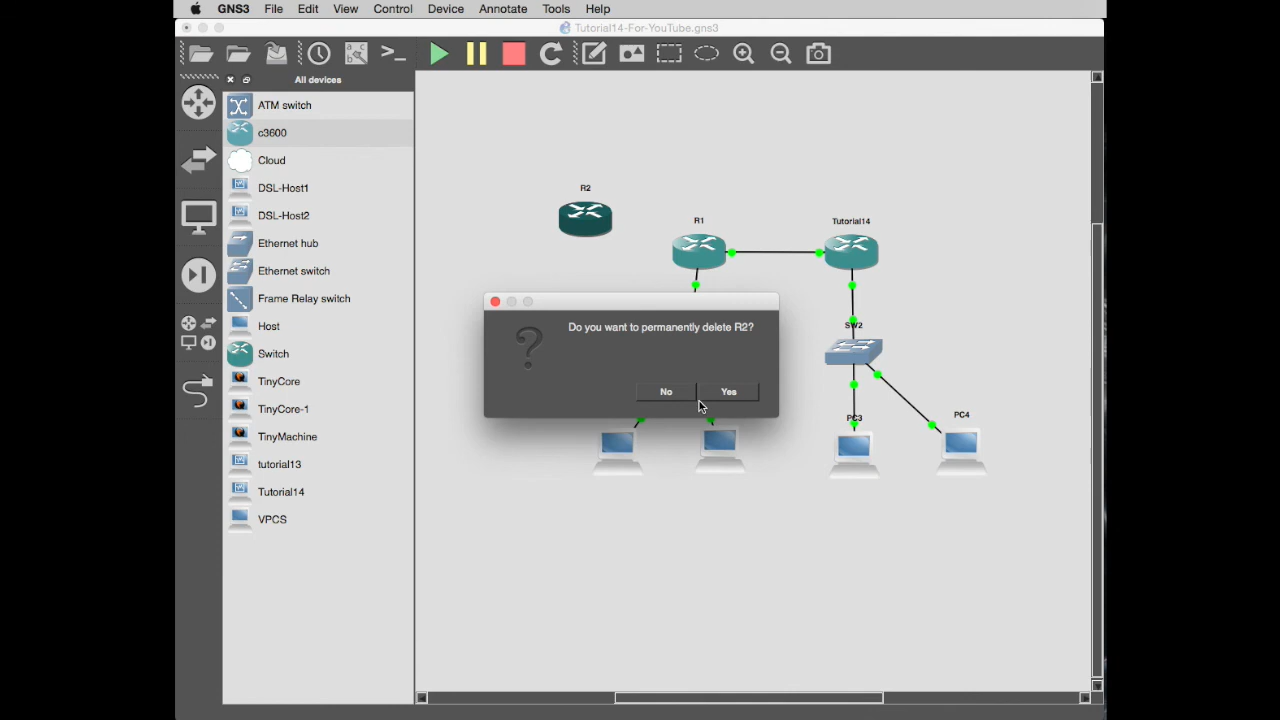 GNS3 File Edit View Control Device Annotate Tools Help
Tutorial14-For-YouTube.gns3
All devices
ATM switch
c3600
Cloud
DSL-Host1
DSL-Host2
Ethernet hub
Ethernet switch
Frame Relay switch
Host
Switch
TinyCore
TinyCore-1
TinyMachine
tutorial13
Tutorial14
VPCS
R2
R1
Tutorial14
SW2
PC3
PC4
Do you want to permanently delete R2?
No Yes